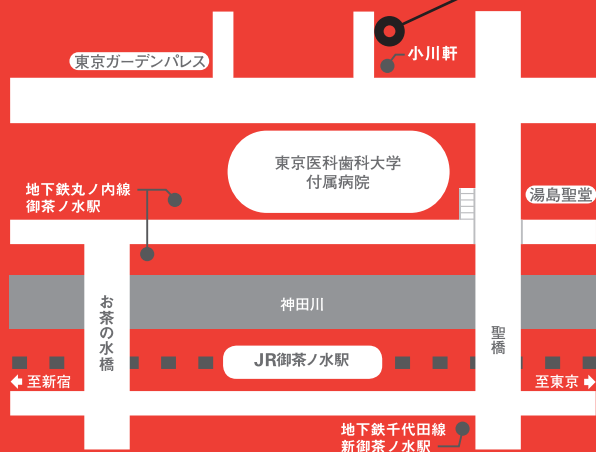 小川軒
東京ガーデンパレス
東京医科歯科大学
付属病院
地下鉄丸ノ内線
御茶ノ水駅
湯島聖堂
神田川
お茶の水橋
聖橋
JR御茶ノ水駅
至新宿
至東京
地下鉄千代田線
新御茶ノ水駅